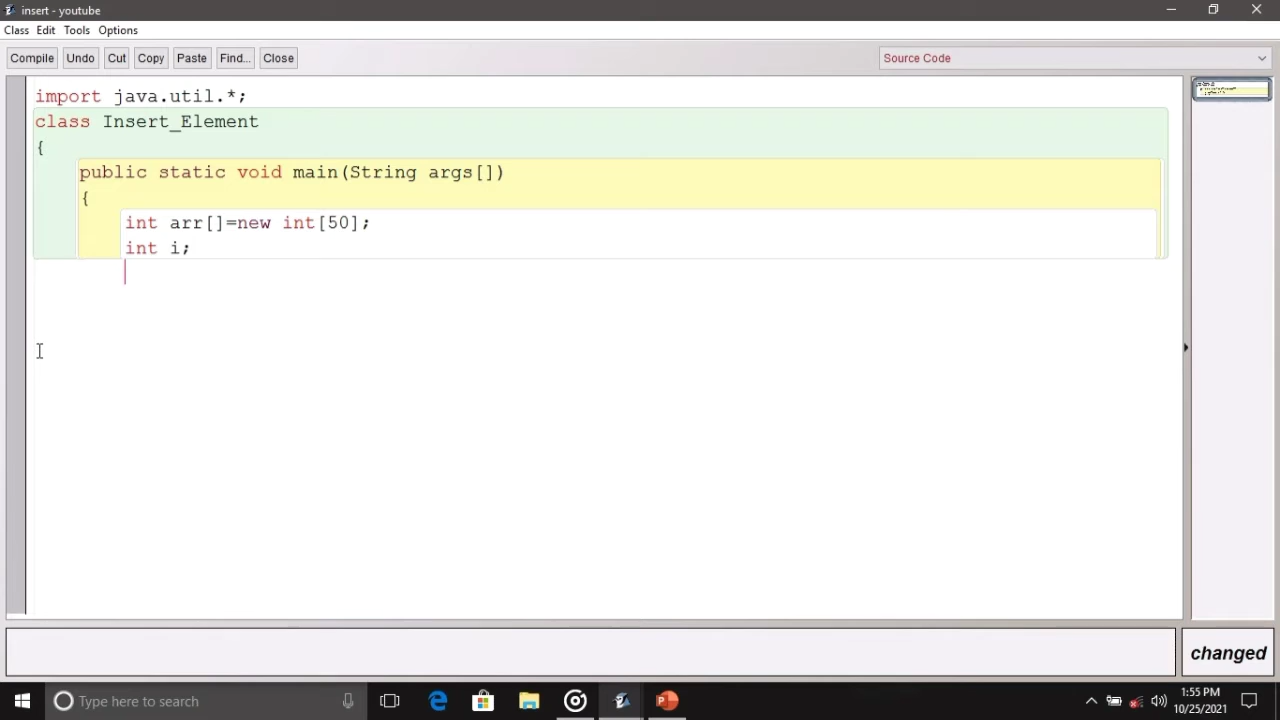 insert - youtube
Class Edit Tools Options
Compile Undo Cut Copy Paste Find... Close Source Code
import java.util.*;
class Insert_Element
{
public static void main(String args[])
{
int arr[]=new int[50];
int i;
changed
Type here to search
1:55 PM
10/25/2021